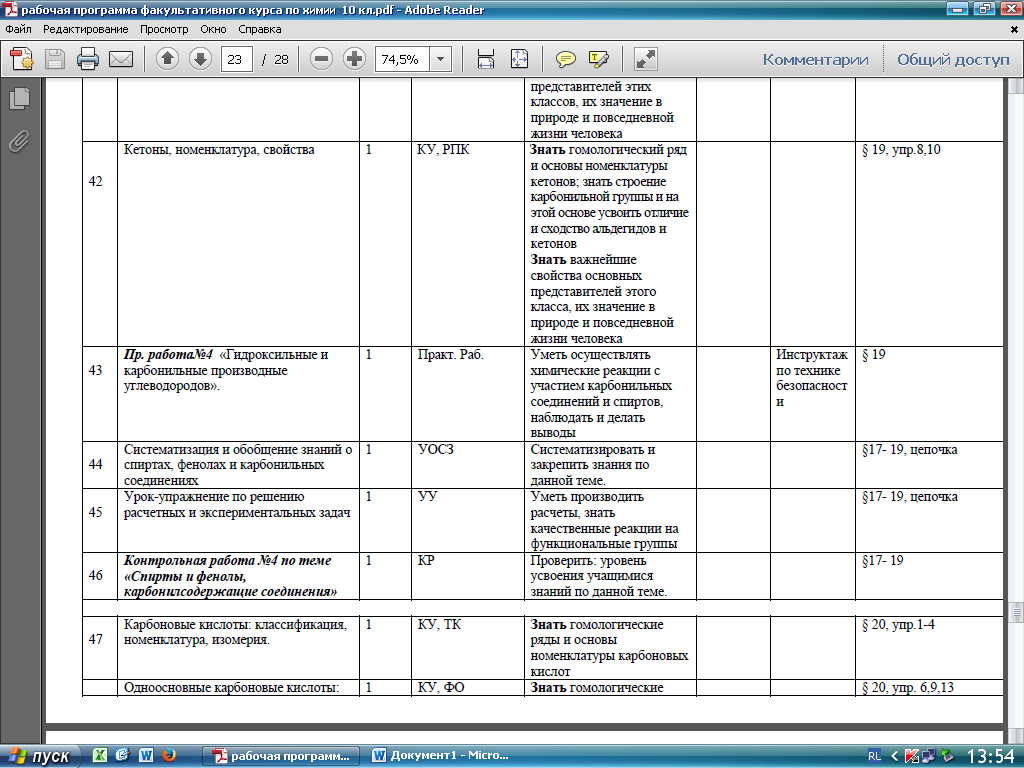 рабочая программа факультативного курса по химии 10 кл.pdf - Adobe Reader
Файл Редактирование Просмотр Окно Справка
23 / 28 74,5% Комментарии Общий доступ
представителей этих
классов, их значение в
природе и повседневной
жизни человека
42
Кетоны, номенклатура, свойства
1
КУ, РПК
Знать гомологический ряд
и основы номенклатуры
кетонов; знать строение
карбонильной группы и на
этой основе усвоить отличие
и сходство альдегидов и
кетонов
Знать важнейшие
свойства основных
представителей этого
класса, их значение в
природе и повседневной
жизни человека
§ 19, упр.8,10
43
Пр. работа№4 «Гидроксильные и
карбонильные производные
углеводородов».
1
Практ. Раб.
Уметь осуществлять
химические реакции с
участием карбонильных
соединений и спиртов,
наблюдать и делать
выводы
Инструктаж
по технике
безопасност
и
§ 19
44
Систематизация и обобщение знаний о
спиртах, фенолах и карбонильных
соединениях
1
УОСЗ
Систематизировать и
закрепить знания по
данной теме.
§17- 19, цепочка
45
Урок-упражнение по решению
расчетных и экспериментальных задач
1
УУ
Уметь производить
расчеты, знать
качественные реакции на
функциональные группы
§17- 19, цепочка
46
Контрольная работа №4 по теме
«Спирты и фенолы,
карбонилсодержащие соединения»
1
КР
Проверить: уровень
усвоения учащимися
знаний по данной теме.
§17- 19
47
Карбоновые кислоты: классификация,
номенклатура, изомерия.
1
КУ, ТК
Знать гомологические
ряды и основы
номенклатуры карбоновых
кислот
§ 20, упр.1-4
Одноосновные карбоновые кислоты:
1
КУ, ФО
Знать гомологические
§ 20, упр. 6,9,13
пуск рабочая программ... Документ1 - Micro... RL 13:54